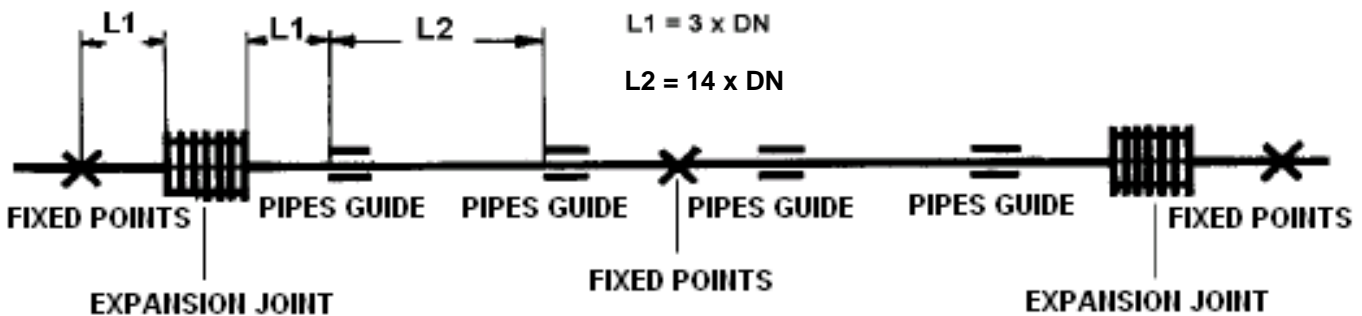 L1 L1 L2 L1 = 3 x DN
L2 = 14 x DN
FIXED POINTS PIPES GUIDE PIPES GUIDE PIPES GUIDE PIPES GUIDE FIXED POINTS
FIXED POINTS
EXPANSION JOINT EXPANSION JOINT